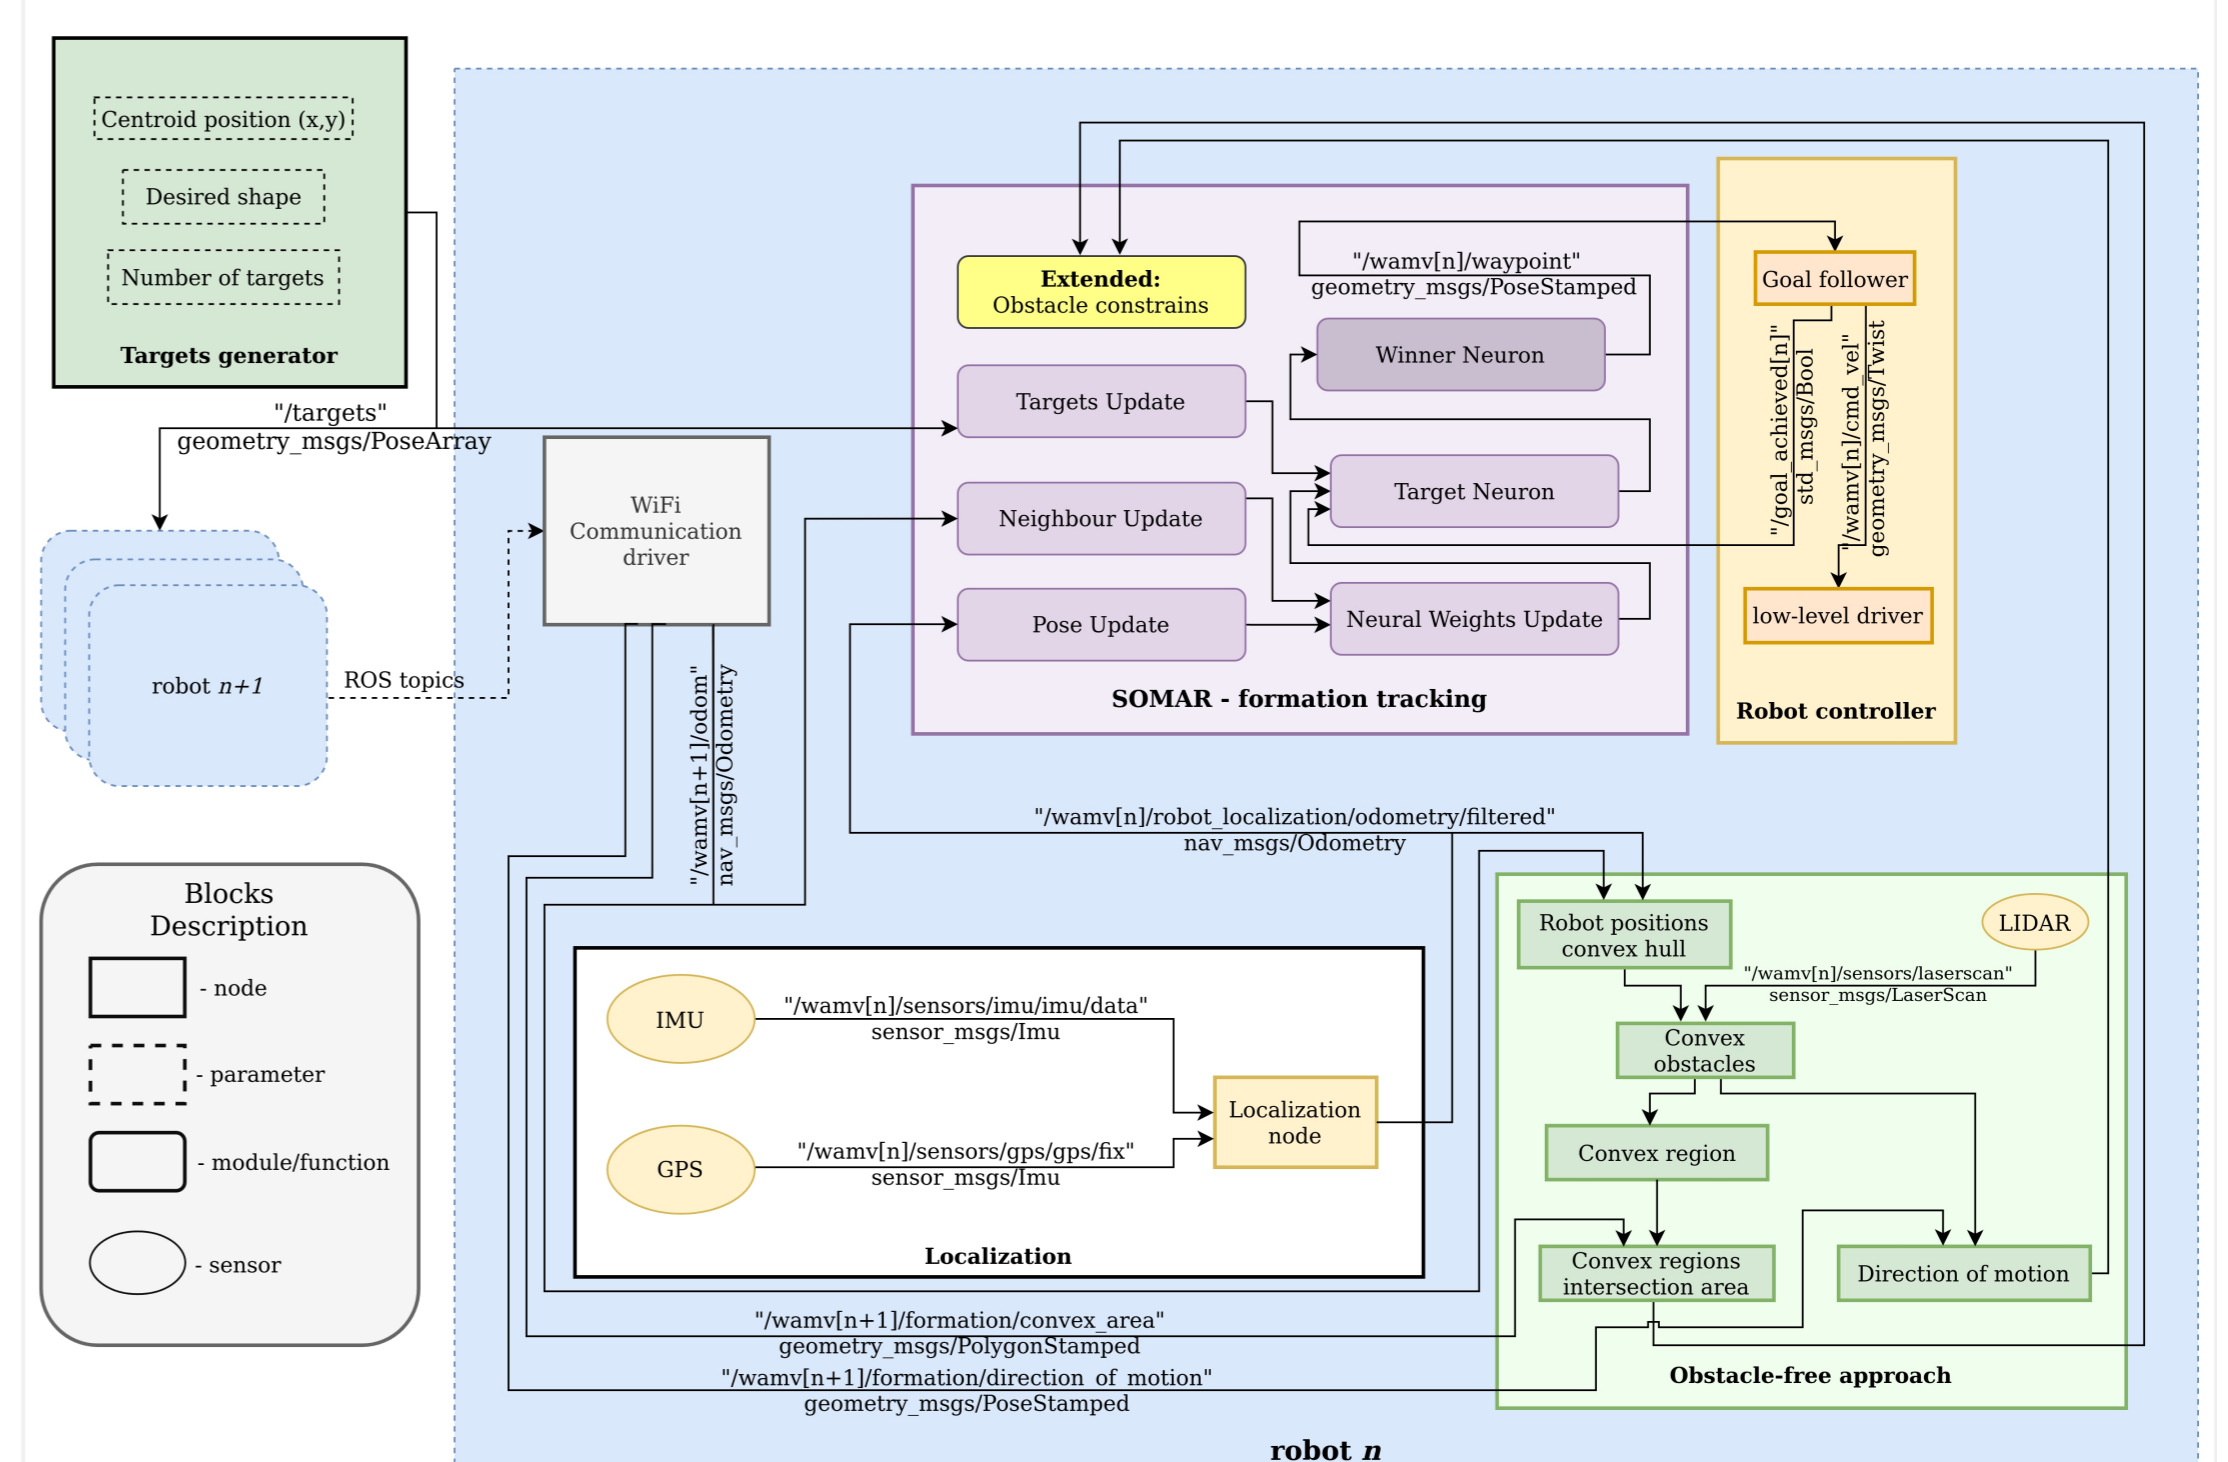 Centroid position (x,y)
Desired shape
Number of targets
Targets generator
"/targets"
geometry_msgs/PoseArray
robot n+1
ROS topics
WiFi
Communication
driver
"/wamv[n+1]/odom"
nav_msgs/Odometry
Extended:
Obstacle constrains
Targets Update
Neighbour Update
Pose Update
"/wamv[n]/waypoint"
geometry_msgs/PoseStamped
Winner Neuron
Target Neuron
Neural Weights Update
SOMAR - formation tracking
Goal follower
"/goal_achieved[n]"
std_msgs/Bool
"/wamv[n]/cmd_vel"
geometry_msgs/Twist
low-level driver
Robot controller
"/wamv[n]/robot_localization/odometry/filtered"
nav_msgs/Odometry
Blocks
Description
- node
- parameter
- module/function
- sensor
IMU
"/wamv[n]/sensors/imu/imu/data"
sensor_msgs/Imu
GPS
"/wamv[n]/sensors/gps/gps/fix"
sensor_msgs/Imu
Localization
node
Localization
Robot positions
convex hull
LIDAR
"/wamv[n]/sensors/laserscan"
sensor_msgs/LaserScan
Convex
obstacles
Convex region
Convex regions
intersection area
Direction of motion
Obstacle-free approach
"/wamv[n+1]/formation/convex_area"
geometry_msgs/PolygonStamped
"/wamv[n+1]/formation/direction_of_motion"
geometry_msgs/PoseStamped
robot n